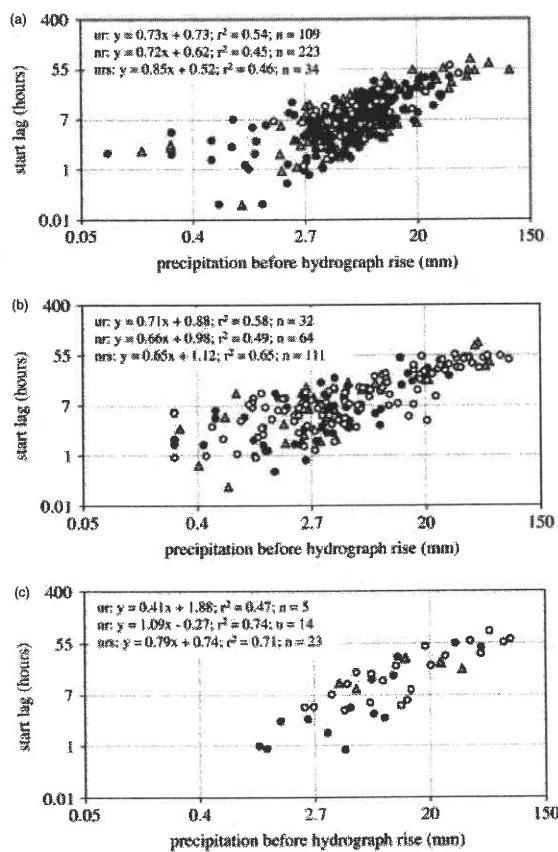 (a)
400
ur: y = 0.73x + 0.73; r² = 0.54; n = 109
nr: y = 0.72x + 0.62; r² = 0.45; n = 223
nrs: y = 0.85x + 0.52; r² = 0.46; n = 34
55
7
1
0.01
start lag (hours)
0.05 0.4 2.7 20 150
precipitation before hydrograph rise (mm)
(b)
400
ur: y = 0.71x + 0.88; r² = 0.58; n = 32
nr: y = 0.66x + 0.98; r² = 0.49; n = 64
nrs: y = 0.65x + 1.12; r² = 0.65; n = 111
55
7
1
0.01
start lag (hours)
0.05 0.4 2.7 20 150
precipitation before hydrograph rise (mm)
(c)
400
ur: y = 0.41x + 1.88; r² = 0.47; n = 5
nr: y = 1.09x - 0.27; r² = 0.74; n = 14
nrs: y = 0.79x + 0.74; r² = 0.71; n = 23
55
7
1
0.01
start lag (hours)
0.05 0.4 2.7 20 150
precipitation before hydrograph rise (mm)